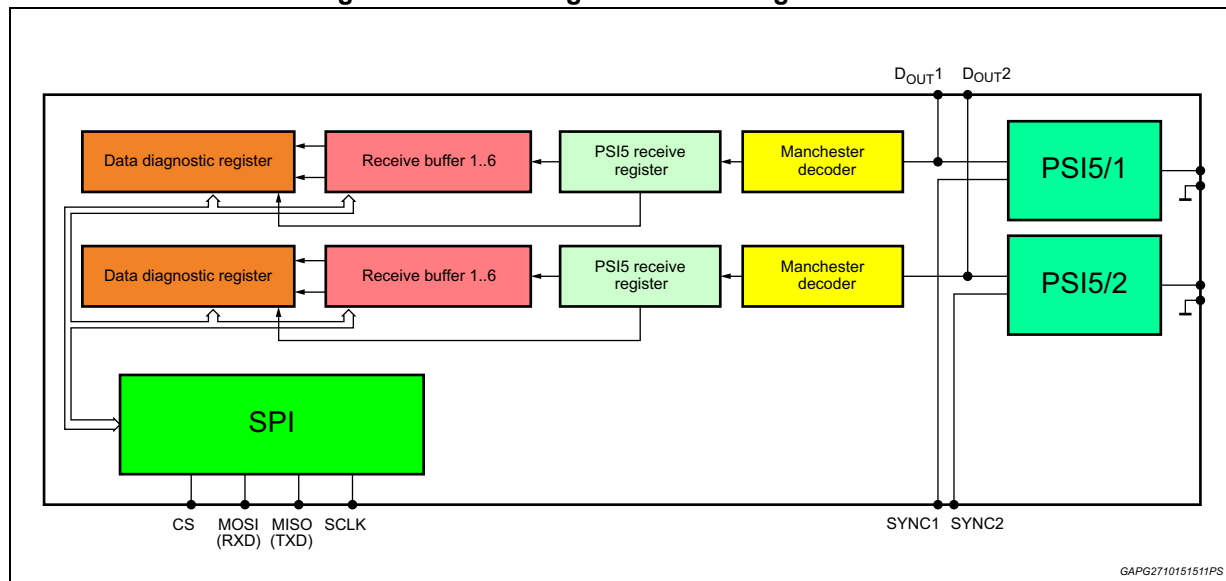 D_OUT1 D_OUT2
Data diagnostic register
Receive buffer 1..6
PSI5 receive
register
Manchester
decoder
PSI5/1
Data diagnostic register
Receive buffer 1..6
PSI5 receive
register
Manchester
decoder
PSI5/2
SPI
CS
MOSI
(RXD)
MISO
(TXD)
SCLK
SYNC1 SYNC2
GAPG2710151511PS